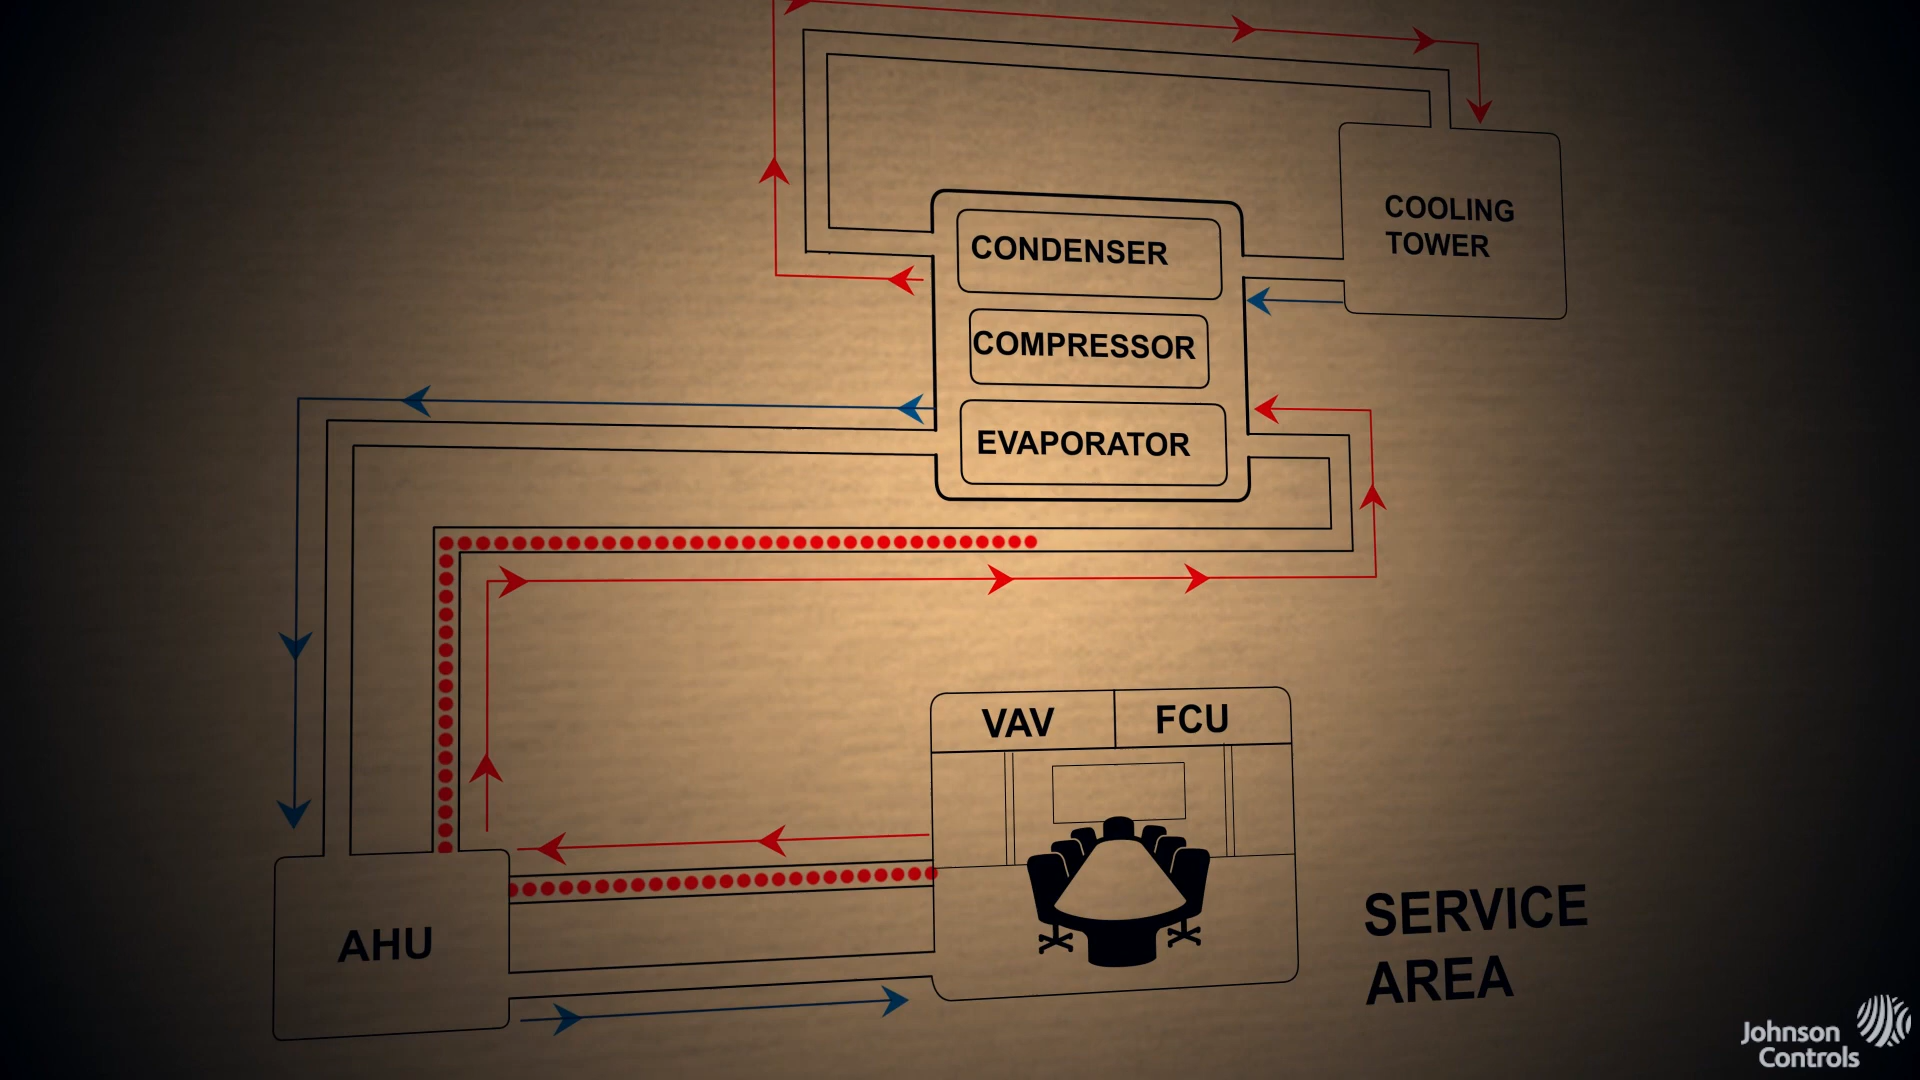 COOLING
TOWER
CONDENSER
COMPRESSOR
EVAPORATOR
VAV
FCU
AHU
SERVICE
AREA
Johnson
Controls